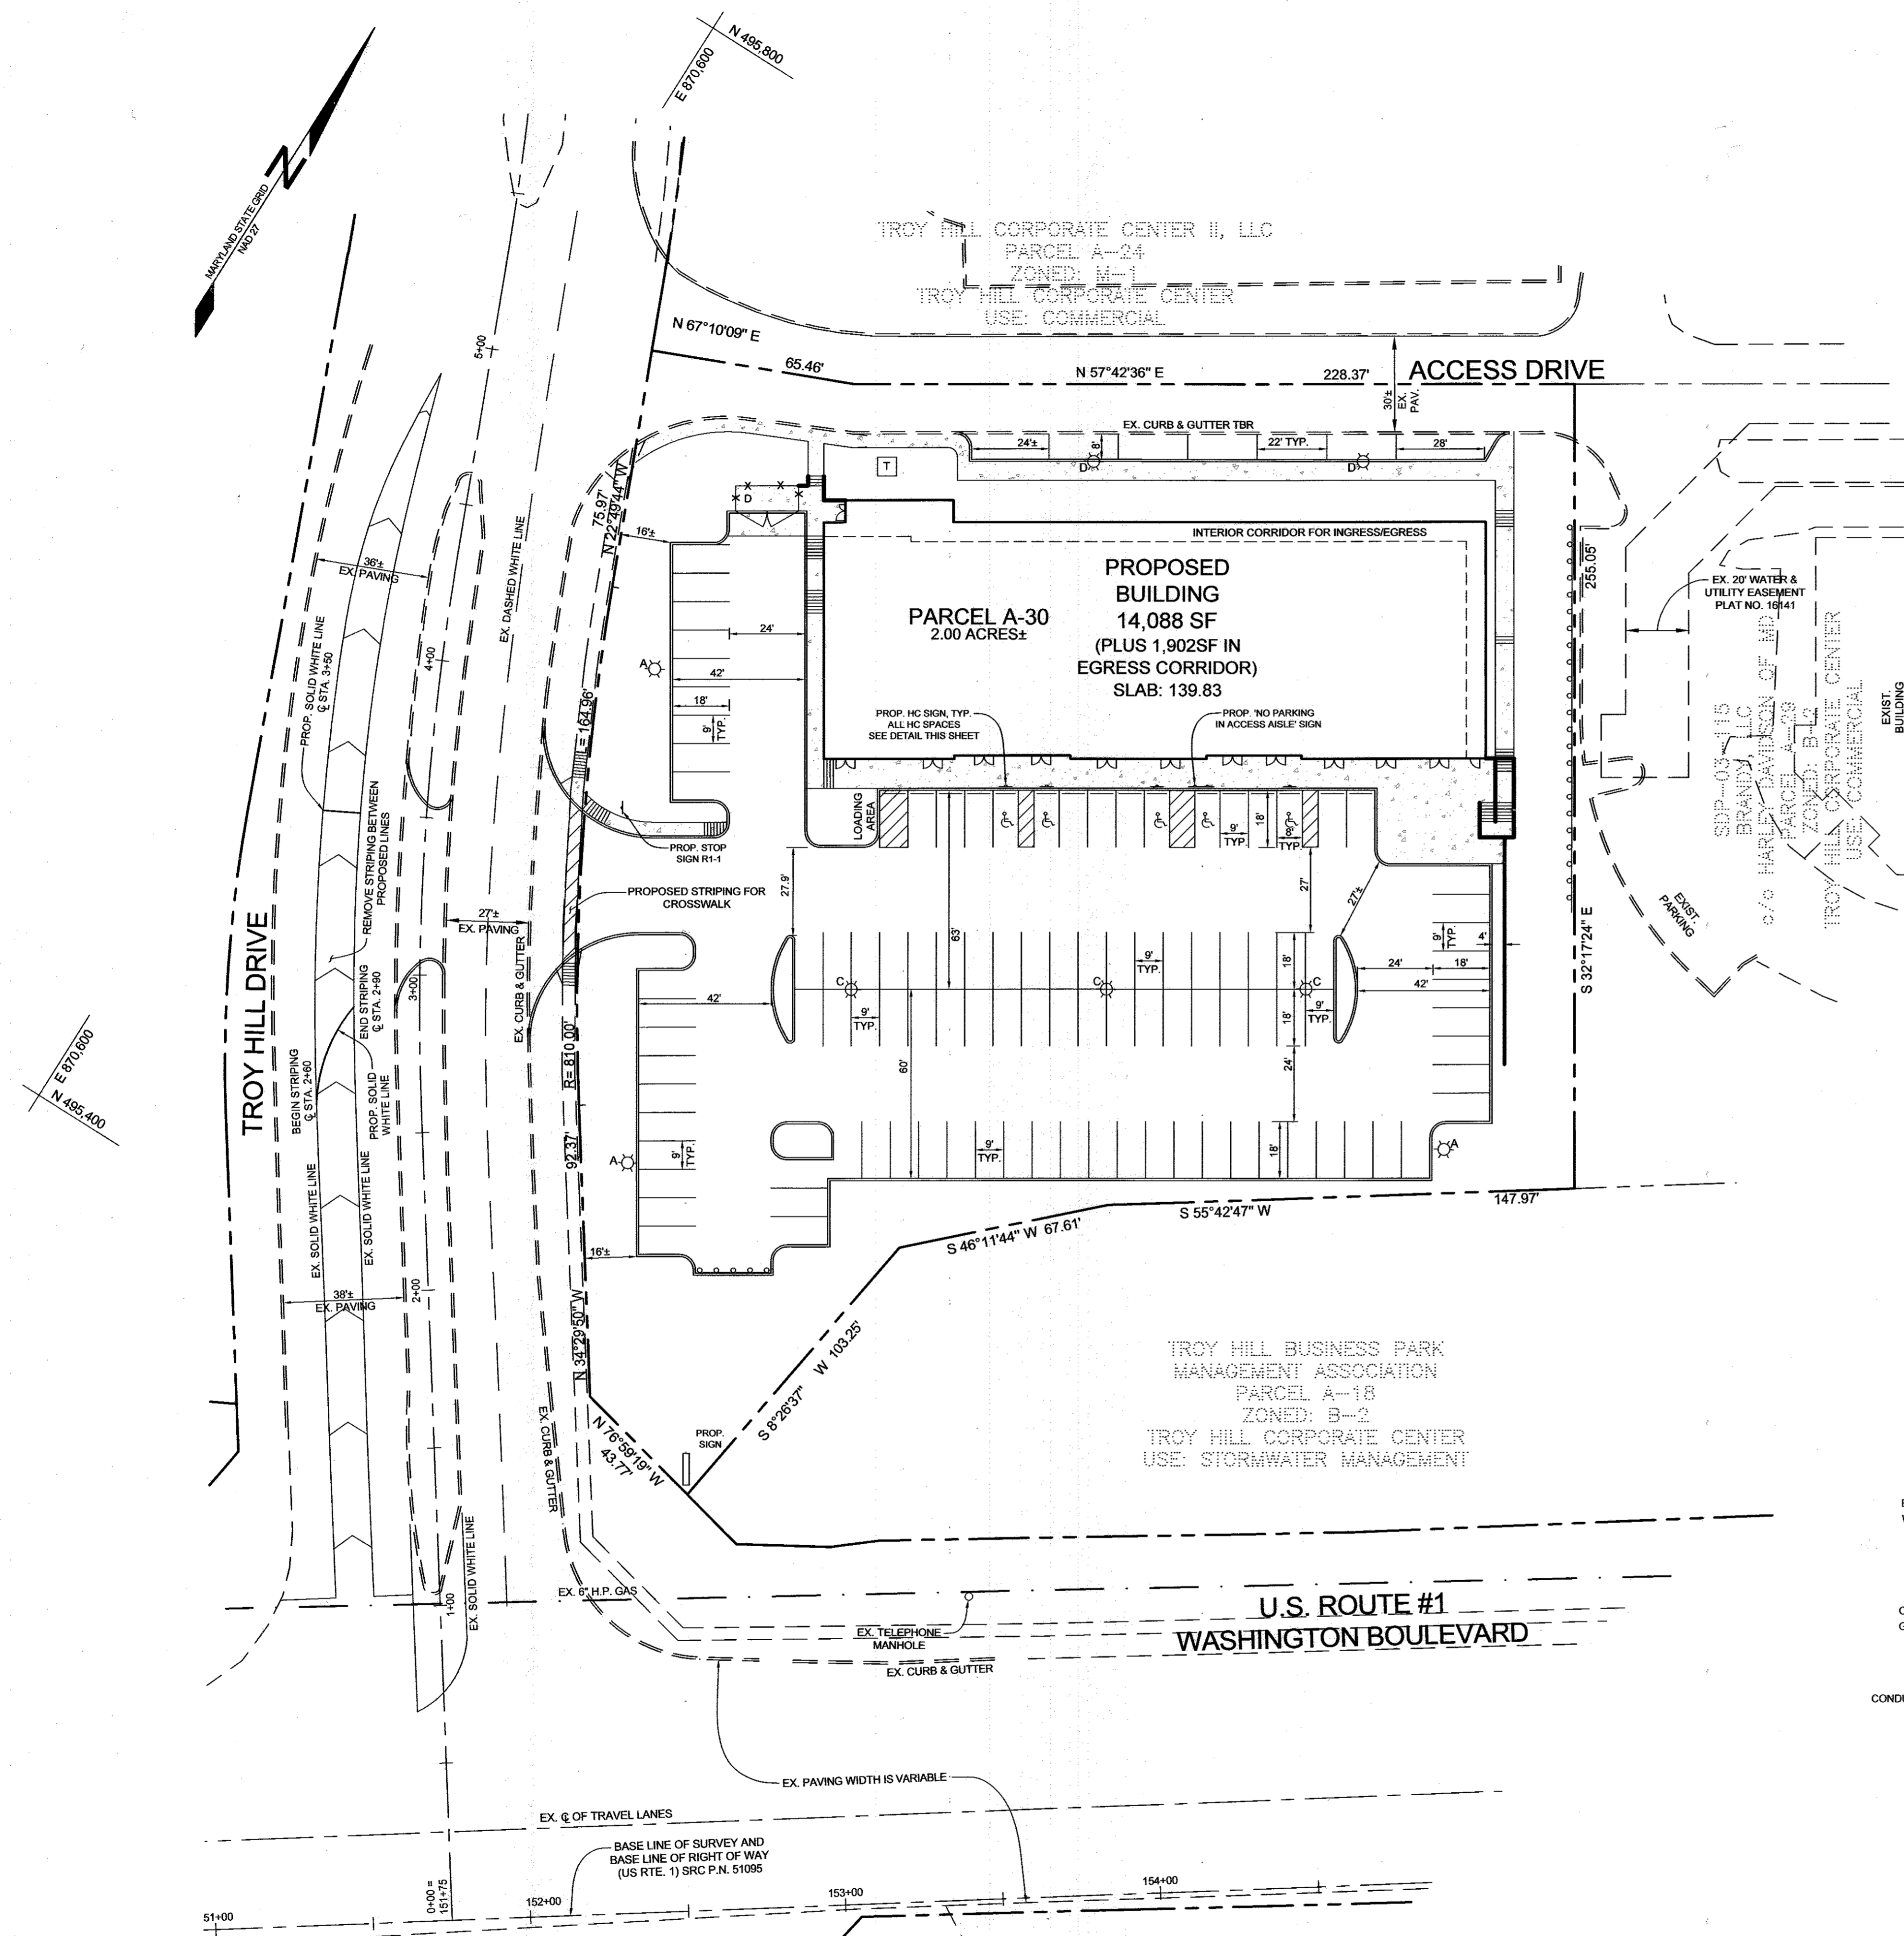 N 495,800
E 870,600
MARYLAND STATE GRID
NAD 27
N
TROY HILL CORPORATE CENTER II, LLC
PARCEL A-24
ZONED: M-1
TROY HILL CORPORATE CENTER
USE: COMMERCIAL
N 67°10'09" E
65.46'
N 57°42'36" E
228.37'
ACCESS DRIVE
30'±
EX.
PAV.
EX. CURB & GUTTER TBR
24'±
8'
22' TYP.
28'
D
D
T
X X
D
5+00
75.97'
N 22°49'44" W
16'±
INTERIOR CORRIDOR FOR INGRESS/EGRESS
PROPOSED
BUILDING
14,088 SF
(PLUS 1,902SF IN
EGRESS CORRIDOR)
SLAB: 139.83
PARCEL A-30
2.00 ACRES±
255.05'
EX. 20' WATER &
UTILITY EASEMENT
PLAT NO. 16141
36'±
EX. PAVING
EX. DASHED WHITE LINE
PROP. SOLID WHITE LINE
℄ STA. 3+50
4+00
24'
A
42'
18'
9'
TYP.
L= 164.96'
PROP. HC SIGN, TYP.
ALL HC SPACES
SEE DETAIL THIS SHEET
PROP. 'NO PARKING
IN ACCESS AISLE' SIGN
SDP-03-115
BRANDY LLC
c/o HARLEY DAVIDSON OF MD
PARCEL A-29
ZONED: B-2
TROY HILL CORPORATE CENTER
USE: COMMERCIAL
EXIST.
BUILDING
REMOVE STRIPING BETWEEN
PROPOSED LINES
LOADING
AREA
9'
TYP.
18'
8'
TYP.
PROP. STOP
SIGN R1-1
PROPOSED STRIPING FOR
CROSSWALK
27.9'
27'
27'±
27'±
EX. PAVING
EX. CURB & GUTTER
63'
9'
TYP.
4'
EXIST.
PARKING
S 32°17'24" E
TROY HILL DRIVE
END STRIPING
℄ STA. 2+90
3+00
9'
TYP.
18'
24'
18'
42'
42'
C
C
C
9'
TYP.
9'
TYP.
18'
E 870,600
N 495,400
BEGIN STRIPING
℄ STA. 2+60
PROP. SOLID
WHITE LINE
R= 810.00'
60'
24'
92.37'
A
9'
TYP.
9'
TYP.
18'
A
EX. SOLID WHITE LINE
EX. SOLID WHITE LINE
147.97'
S 55°42'47" W
S 46°11'44" W 67.61'
16'±
38'±
EX. PAVING
2+00
N 34°29'50" W
S 8°26'37" W 103.25'
TROY HILL BUSINESS PARK
MANAGEMENT ASSOCIATION
PARCEL A-18
ZONED: B-2
TROY HILL CORPORATE CENTER
USE: STORMWATER MANAGEMENT
EX. CURB & GUTTER
N 76°59'19" W
43.77'
PROP.
SIGN
EX. SOLID WHITE LINE
1+00
EX. 6" H.P. GAS
U.S. ROUTE #1
WASHINGTON BOULEVARD
EX. TELEPHONE
MANHOLE
EX. CURB & GUTTER
EX. PAVING WIDTH IS VARIABLE
EX. ℄ OF TRAVEL LANES
BASE LINE OF SURVEY AND
BASE LINE OF RIGHT OF WAY
(US RTE. 1) SRC P.N. 51095
0+00 =
151+75
51+00
152+00
153+00
154+00